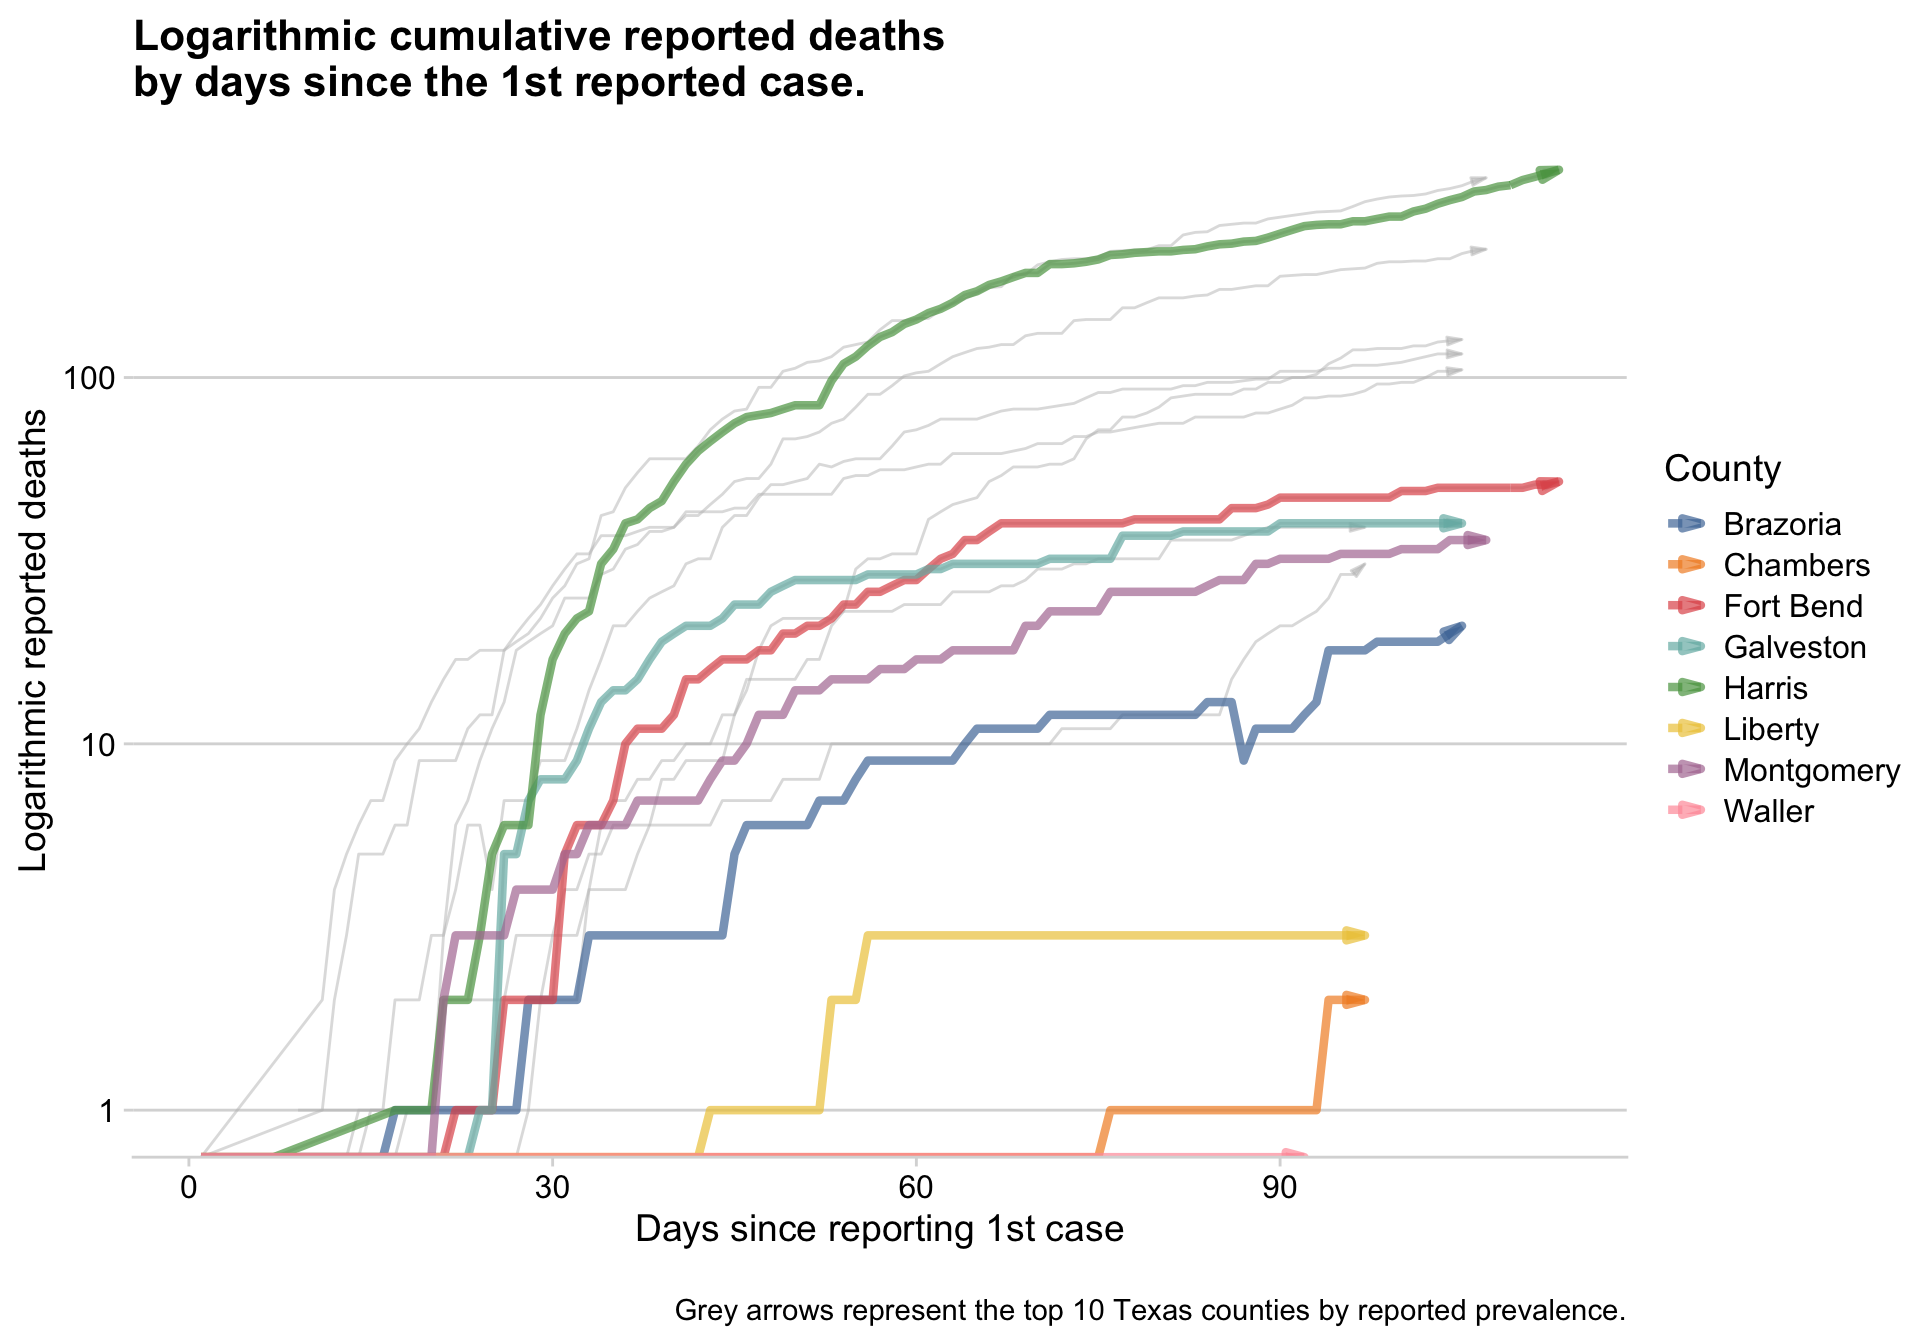 Logarithmic cumulative reported deaths
by days since the 1st reported case.
Logarithmic reported deaths
100
10
1
0
30
60
90
Days since reporting 1st case
County
Brazoria
Chambers
Fort Bend
Galveston
Harris
Liberty
Montgomery
Waller
Grey arrows represent the top 10 Texas counties by reported prevalence.